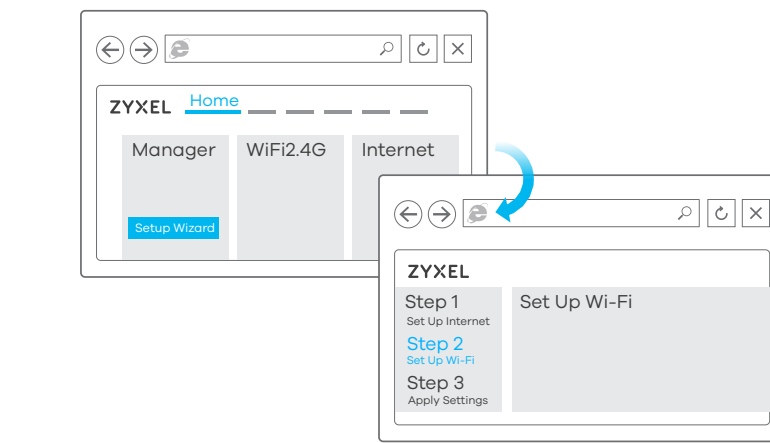 ZYXEL Home
Manager
WiFi2.4G
Internet
Setup Wizard
ZYXEL
Step 1
Set Up Internet
Step 2
Set Up Wi-Fi
Step 3
Apply Settings
Set Up Wi-Fi